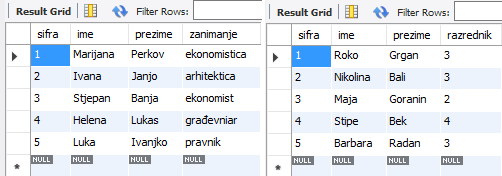 Result Grid Filter Rows:
sifra ime prezime zanimanje
1 Marijana Perkov ekonomistica
2 Ivana Janjo arhitektica
3 Stjepan Banja ekonomist
4 Helena Lukas građevniar
5 Luka Ivanjko pravnik
NULL NULL NULL NULL
Result Grid Filter Rows:
sifra ime prezime razrednik
1 Roko Grgan 3
2 Nikolina Bali 3
3 Maja Goranin 2
4 Stipe Bek 4
5 Barbara Radan 3
NULL NULL NULL NULL